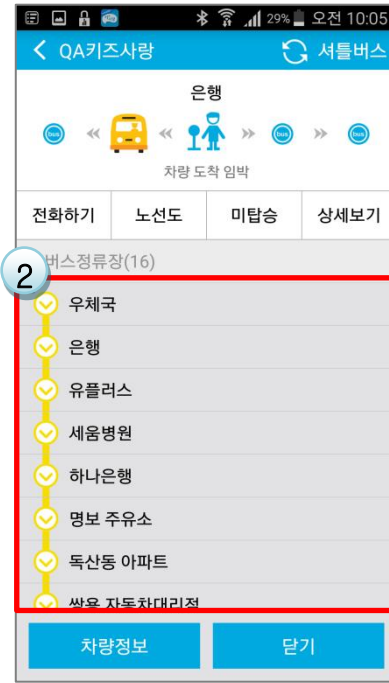 29% 오전 10:05
QA키즈사랑 셔틀버스
은행
bus bus bus
차량 도착 임박
전화하기 노선도 미탑승 상세보기
버스정류장(16)
2
우체국
은행
유플러스
세움병원
하나은행
명보 주유소
독산동 아파트
쌍용 자동차대리점
차량정보 닫기